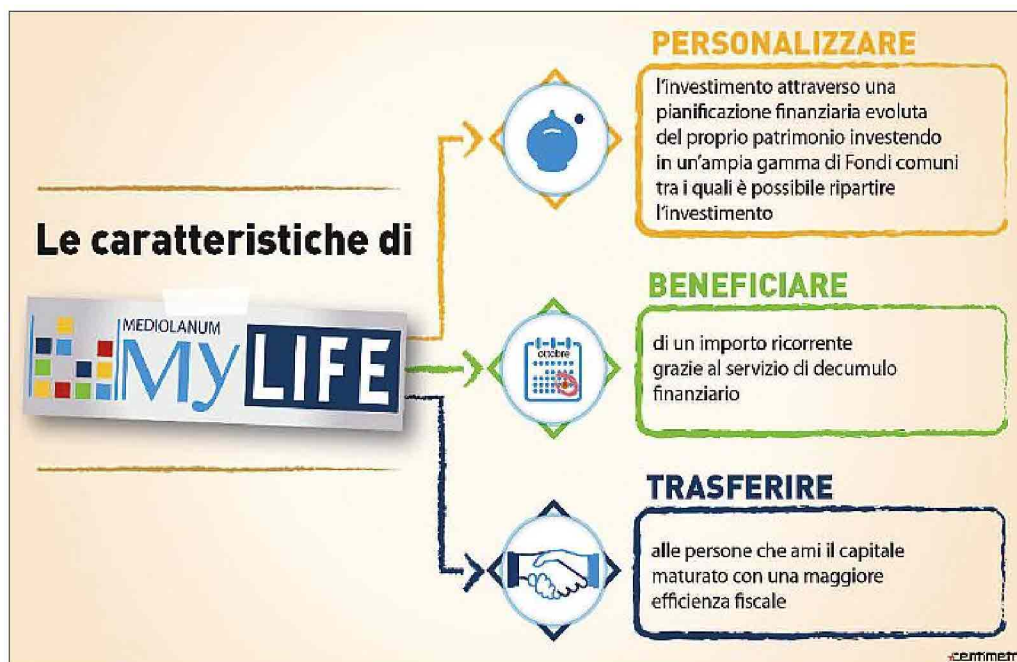 Le caratteristiche di
MEDIOLANUM
My LIFE
PERSONALIZZARE
l'investimento attraverso una
pianificazione finanziaria evoluta
del proprio patrimonio investendo
in un'ampia gamma di Fondi comuni
tra i quali è possibile ripartire
l'investimento
ottobre
BENEFICIARE
di un importo ricorrente
grazie al servizio di decumulo
finanziario
TRASFERIRE
alle persone che ami il capitale
maturato con una maggiore
efficienza fiscale